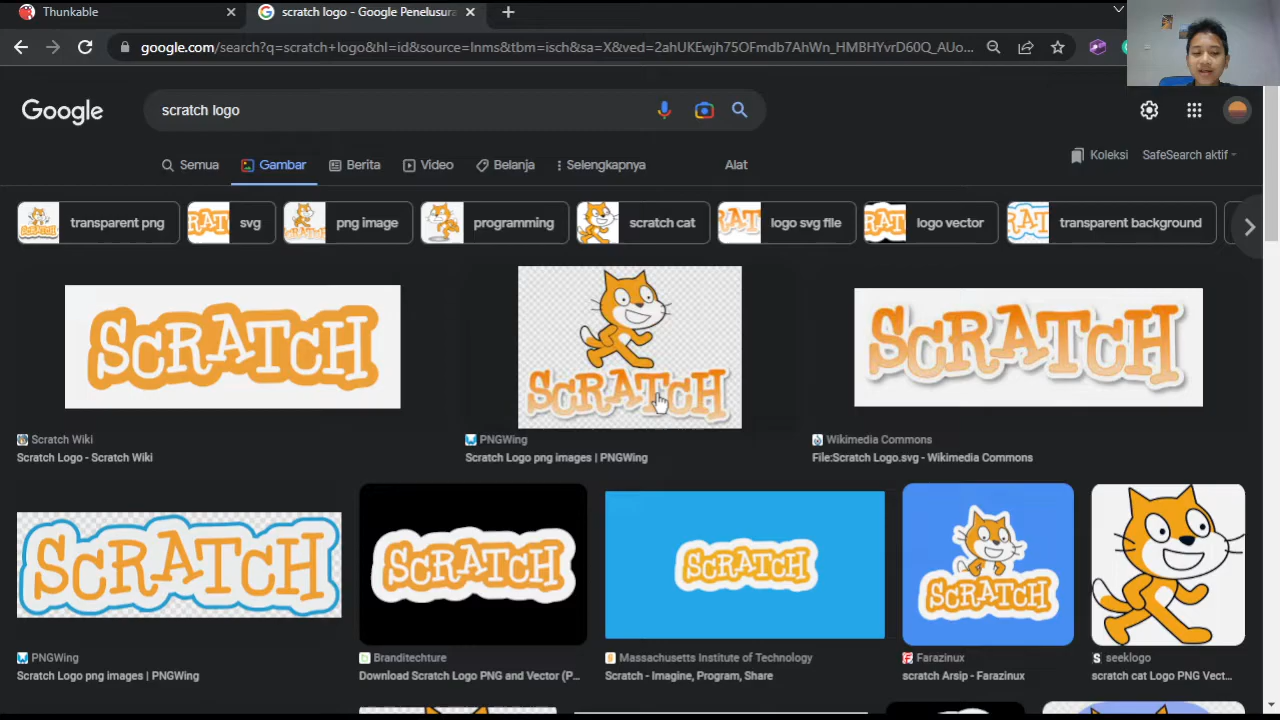 Thunkable
scratch logo - Google Penelusura
google.com/search?q=scratch+logo&hl=id&source=lnms&tbm=isch&sa=X&ved=2ahUKEwjh75OFmdb7AhWn_HMBHYvrD60Q_AUo...
Google
scratch logo
Semua
Gambar
Berita
Video
Belanja
Selengkapnya
Alat
Koleksi
SafeSearch aktif
transparent png
svg
png image
programming
scratch cat
logo svg file
logo vector
transparent background
SCRATCH
SCRATCH
SCRATCH
Scratch Wiki
Scratch Logo - Scratch Wiki
PNGWing
Scratch Logo png images | PNGWing
Wikimedia Commons
File:Scratch Logo.svg - Wikimedia Commons
SCRATCH
SCRATCH
SCRATCH
SCRATCH
PNGWing
Scratch Logo png images | PNGWing
Branditechture
Download Scratch Logo PNG and Vector (P...
Massachusetts Institute of Technology
Scratch - Imagine, Program, Share
Farazinux
scratch Arsip - Farazinux
seeklogo
scratch cat Logo PNG Vect...